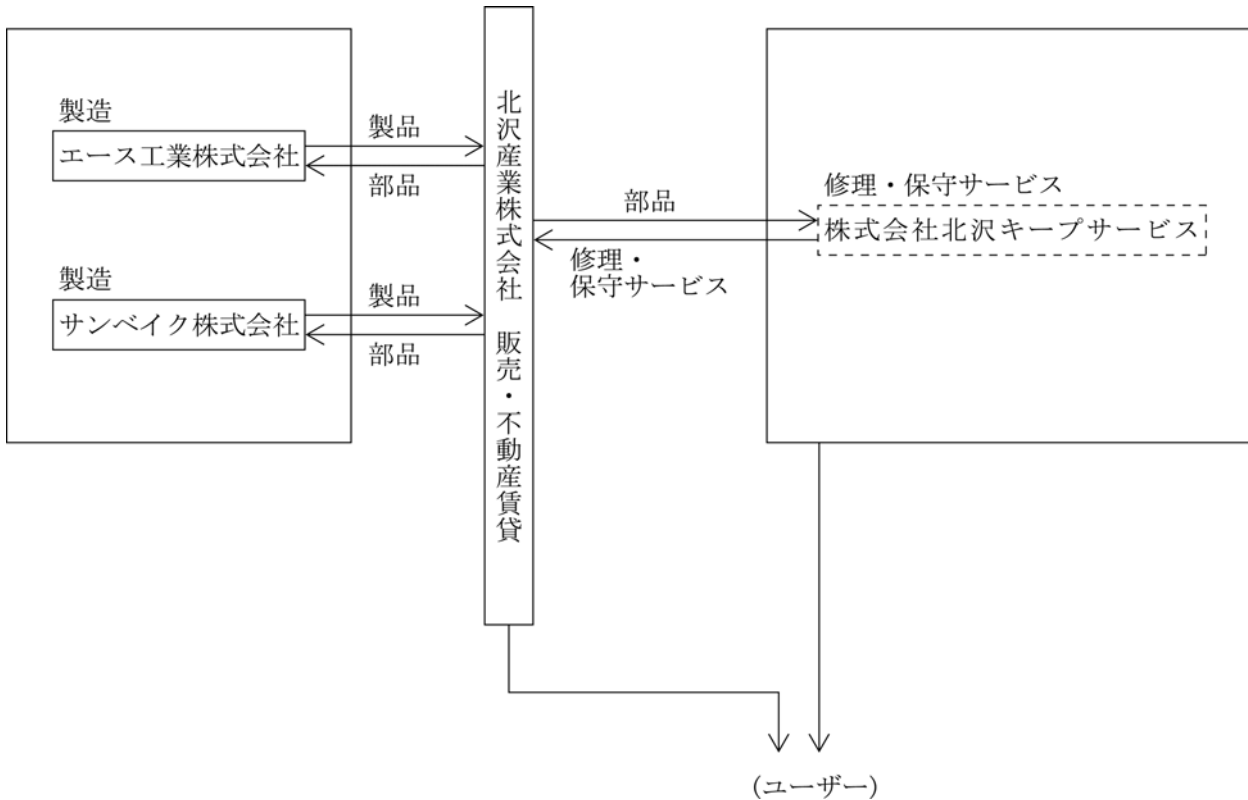 製造
エース工業株式会社
製品
部品
製造
サンベイク株式会社
製品
部品
北沢産業株式会社 販売・不動産賃貸
部品
修理・
保守サービス
修理・保守サービス
株式会社北沢キープサービス
(ユーザー)